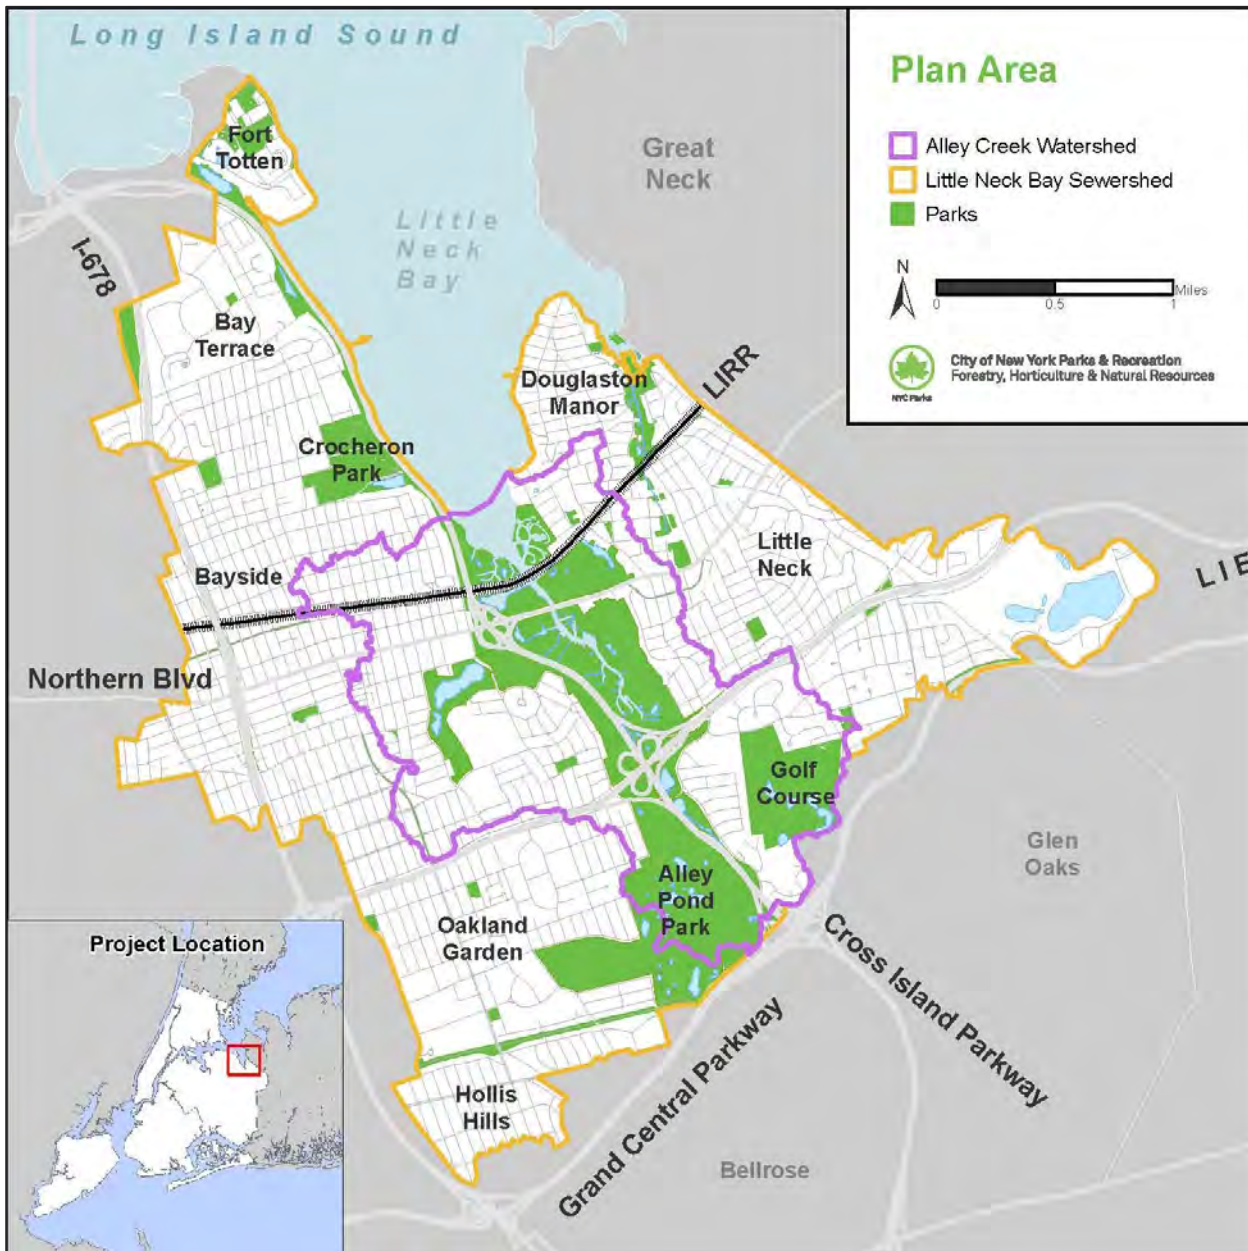 Long Island Sound
Plan Area
Alley Creek Watershed
Little Neck Bay Sewershed
Parks
N
0
0.5
1
Miles
NYC Parks
City of New York Parks & Recreation
Forestry, Horticulture & Natural Resources
Fort
Totten
Great
Neck
Little
Neck
Bay
I-678
Bay
Terrace
Douglaston
Manor
LIRR
Crocheron
Park
Bayside
Little
Neck
LIE
Northern Blvd
Golf
Course
Glen
Oaks
Alley
Pond
Park
Oakland
Garden
Cross Island Parkway
Grand Central Parkway
Hollis
Hills
Bellrose
Project Location